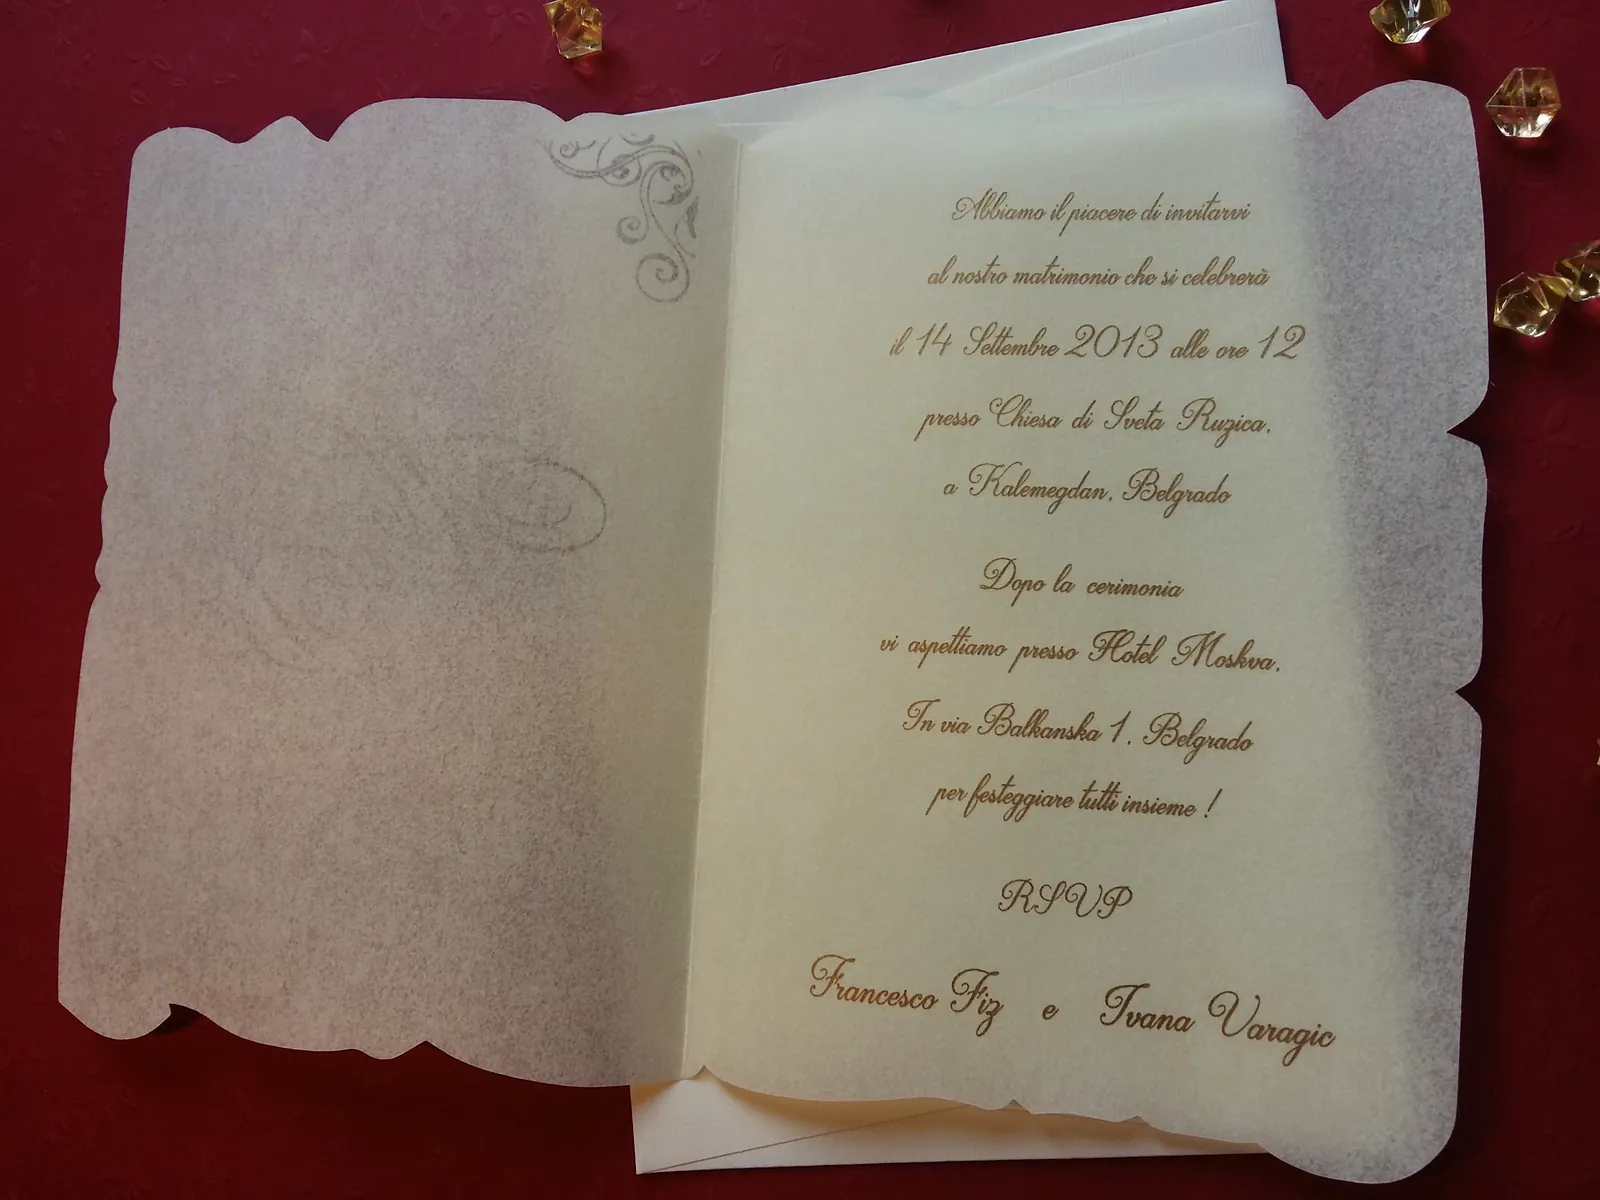 Abbiamo il piacere di invitarvi
al nostro matrimonio che si celebrerà
il 14 Settembre 2013 alle ore 12
presso Chiesa di Sveta Ruzica,
a Kalemegdan, Belgrado
Dopo la cerimonia
vi aspettiamo presso Hotel Moskva,
In via Balkanska 1, Belgrado
per festeggiare tutti insieme !
RSVP
Francesco Fiz e Ivana Varagic